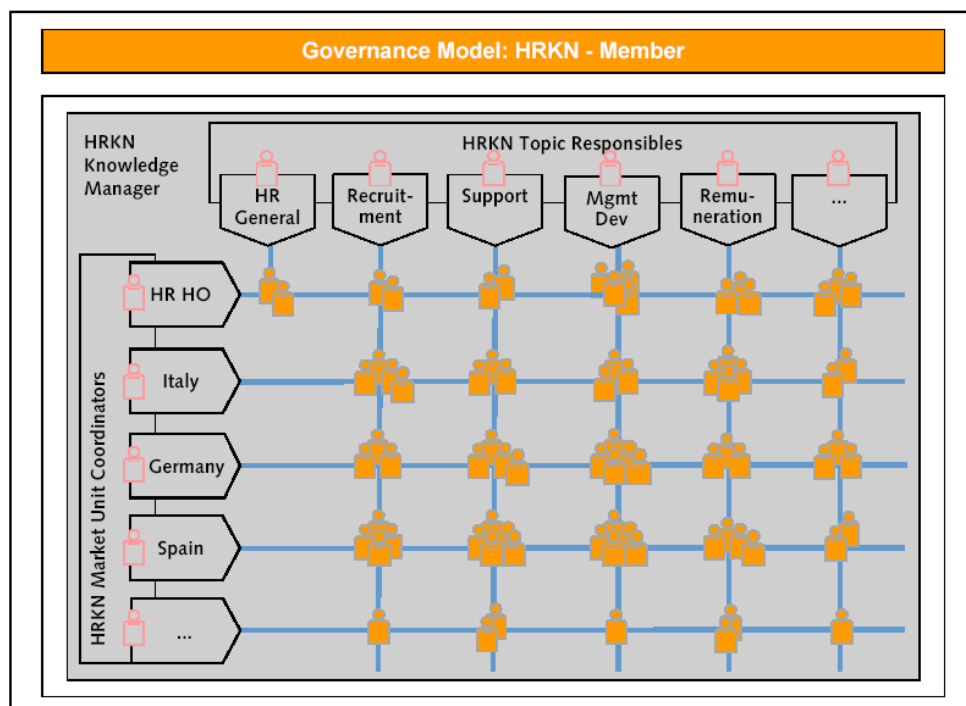 Governance Model: HRKN - Member
HRKN
Knowledge
Manager
HRKN Topic Responsibles
HR
General
Recruit-
ment
Support
Mgmt
Dev
Remu-
neration
...
HRKN Market Unit Coordinators
HR HO
Italy
Germany
Spain
...